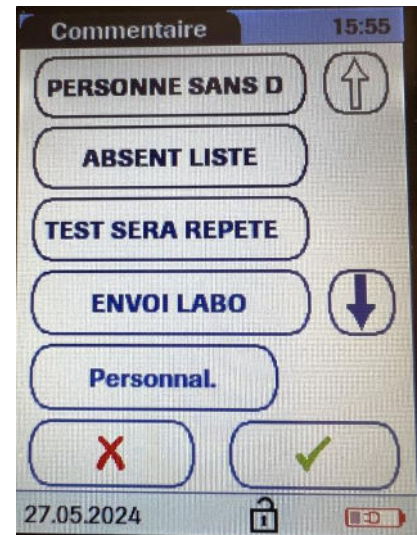 Commentaire 15:55
PERSONNE SANS D
ABSENT LISTE
TEST SERA REPETE
ENVOI LABO
Personnal.
27.05.2024